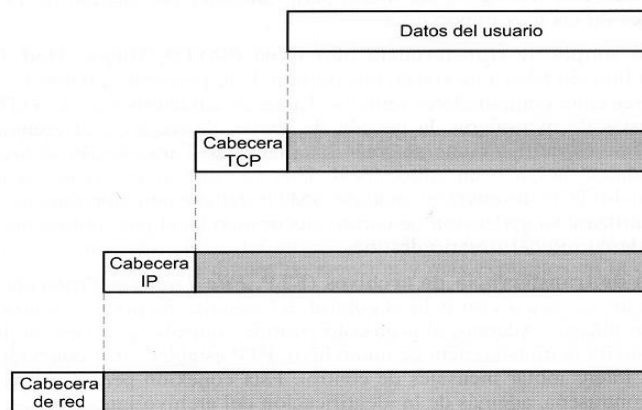 Datos del usuario
Cabecera
TCP
Cabecera
IP
Cabecera
de red